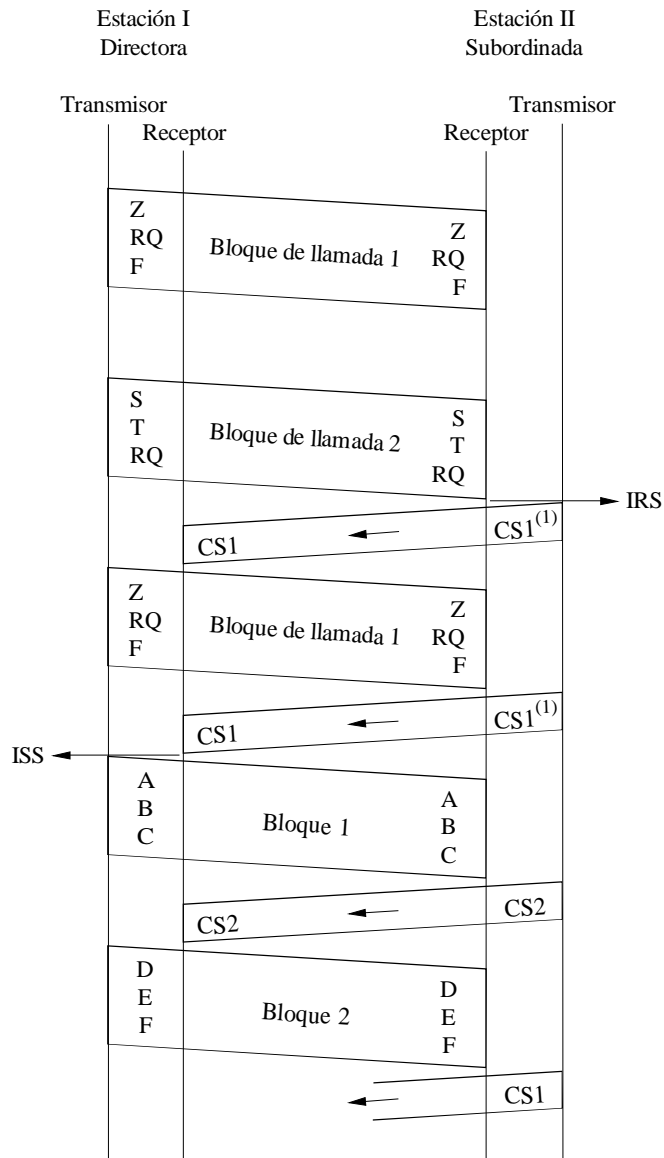 Estación I
Directora
Estación II
Subordinada
Transmisor
Receptor
Receptor
Transmisor
Z
RQ
F
Bloque de llamada 1
Z
RQ
F
S
T
RQ
Bloque de llamada 2
S
T
RQ
IRS
CS1
CS1(1)
Z
RQ
F
Bloque de llamada 1
Z
RQ
F
CS1
CS1(1)
ISS
A
B
C
Bloque 1
A
B
C
CS2
CS2
D
E
F
Bloque 2
D
E
F
CS1